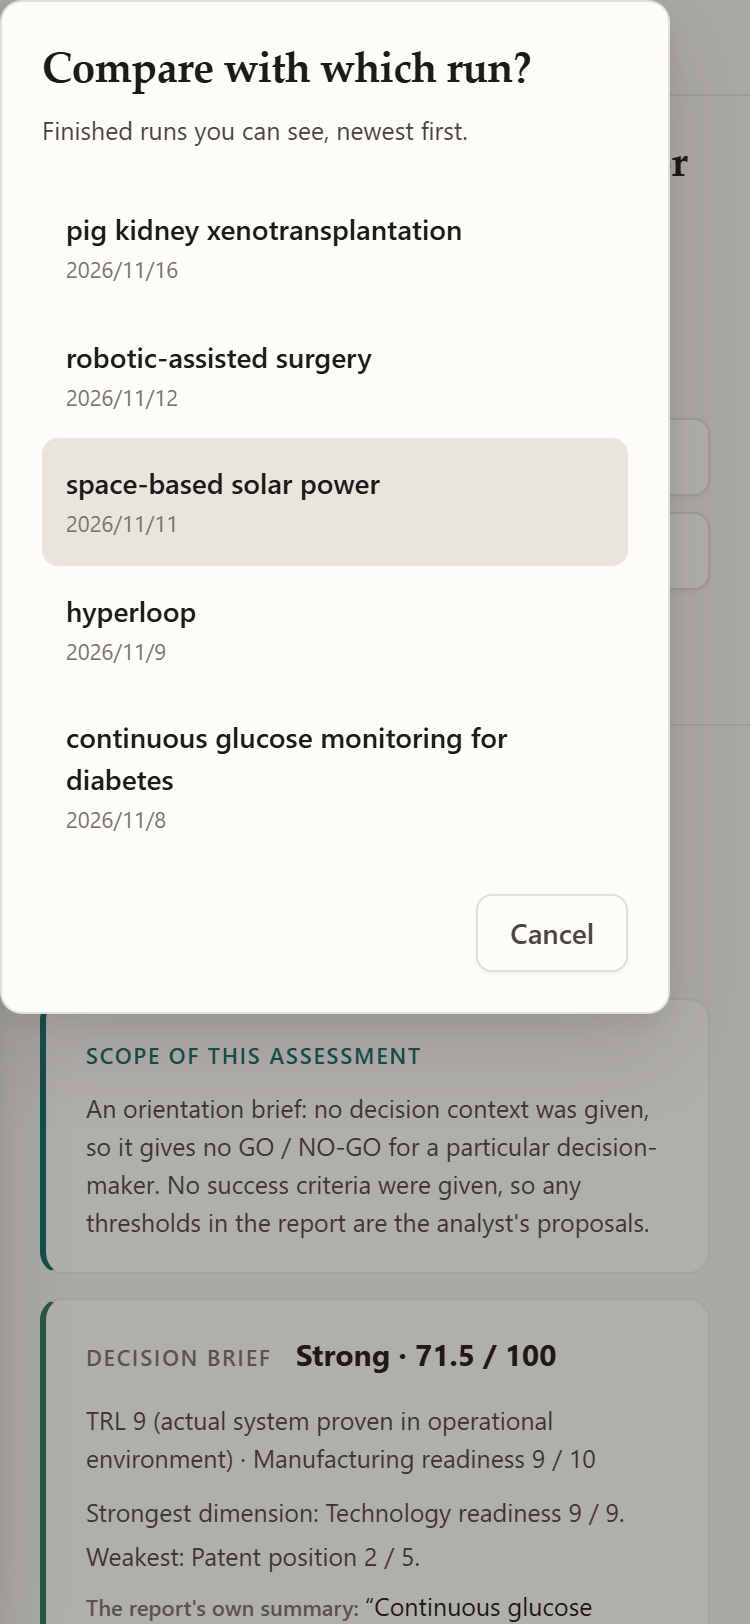 Compare with which run?
Finished runs you can see, newest first.
pig kidney xenotransplantation
2026/11/16
robotic-assisted surgery
2026/11/12
space-based solar power
2026/11/11
hyperloop
2026/11/9
continuous glucose monitoring for
diabetes
2026/11/8
Cancel
SCOPE OF THIS ASSESSMENT
An orientation brief: no decision context was given,
so it gives no GO / NO-GO for a particular decision-
maker. No success criteria were given, so any
thresholds in the report are the analyst's proposals.
DECISION BRIEF Strong · 71.5 / 100
TRL 9 (actual system proven in operational
environment) · Manufacturing readiness 9 / 10
Strongest dimension: Technology readiness 9 / 9.
Weakest: Patent position 2 / 5.
The report's own summary: “Continuous glucose